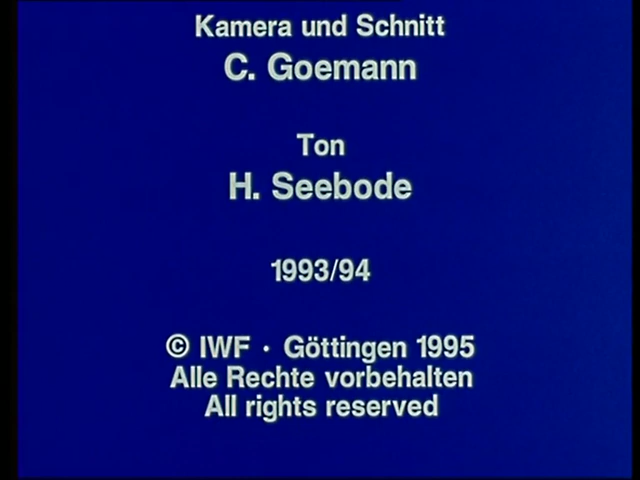 Kamera und Schnitt
C. Goemann
Ton
H. Seebode
1993/94
© IWF · Göttingen 1995
Alle Rechte vorbehalten
All rights reserved